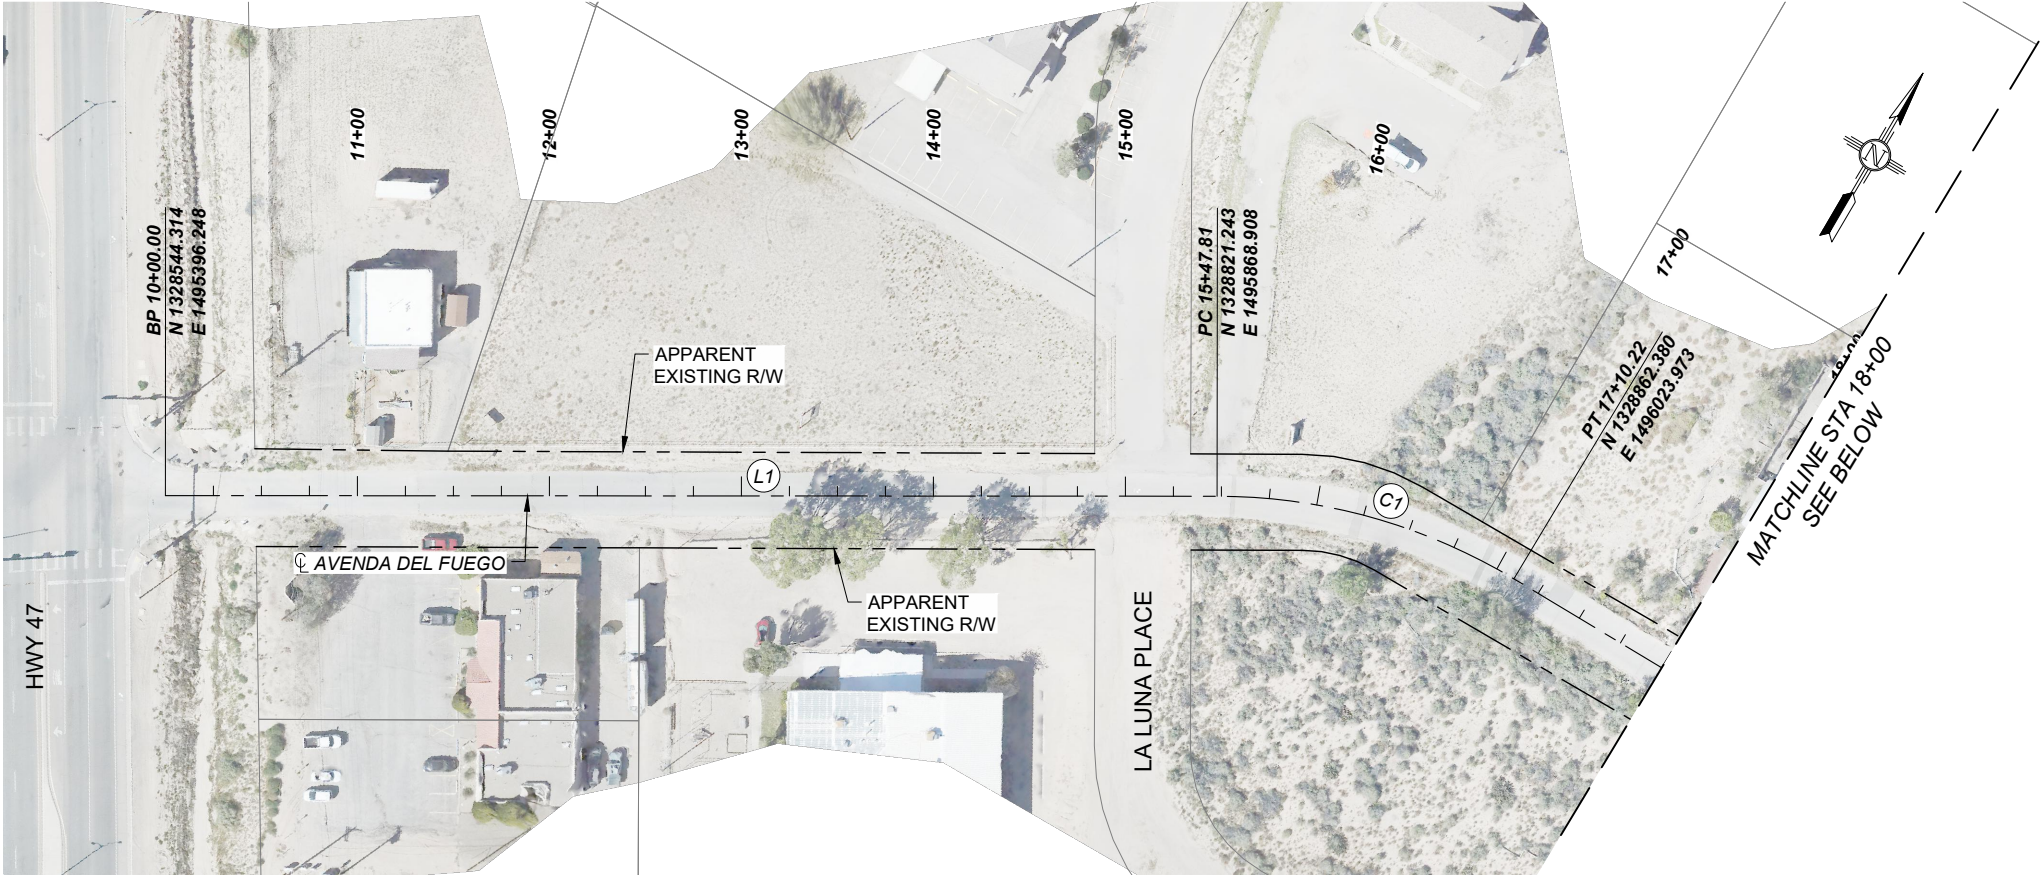 11+00
12+00
13+00
14+00
15+00
16+00
17+00
18+00
BP 10+00.00
N 1328544.314
E 1495396.248
PC 15+47.81
N 1328821.243
E 1495868.908
PT 17+10.22
N 1328862.380
E 1496023.973
N
MATCHLINE STA 18+00
SEE BELOW
APPARENT
EXISTING R/W
L1
C1
℄ AVENDA DEL FUEGO
APPARENT
EXISTING R/W
HWY 47
LA LUNA PLACE